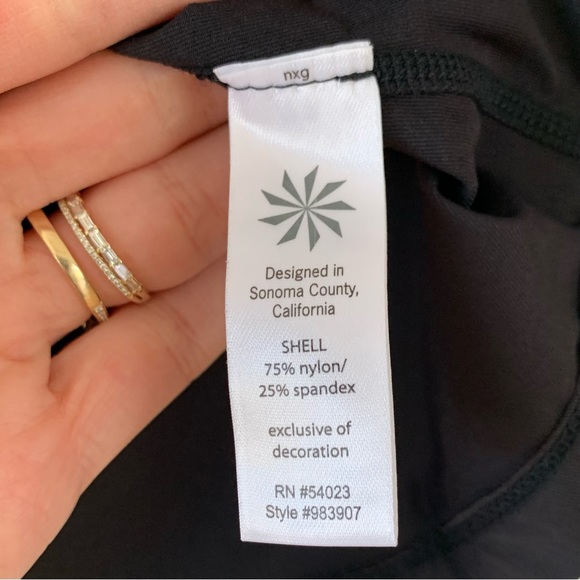 nxg
Designed in
Sonoma County,
California
SHELL
75% nylon/
25% spandex
exclusive of
decoration
RN #54023
Style #983907